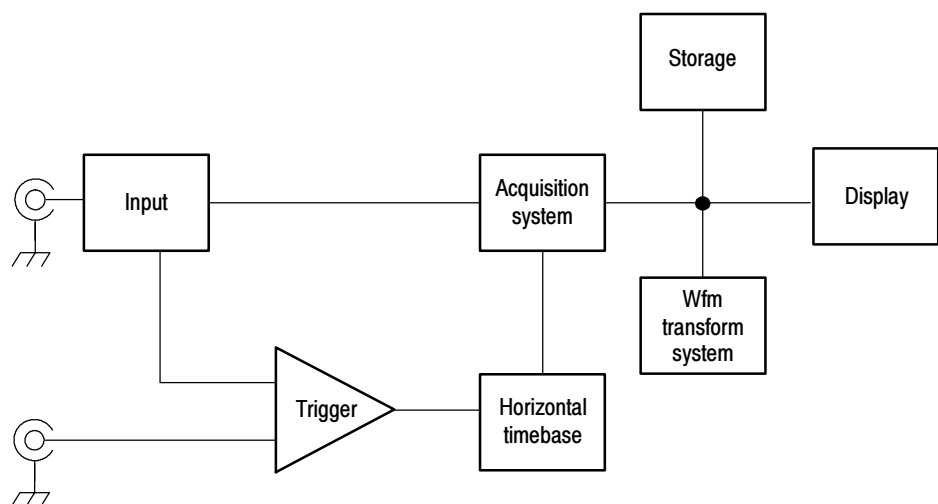 Storage
Input
Acquisition
system
Display
Wfm
transform
system
Trigger
Horizontal
timebase